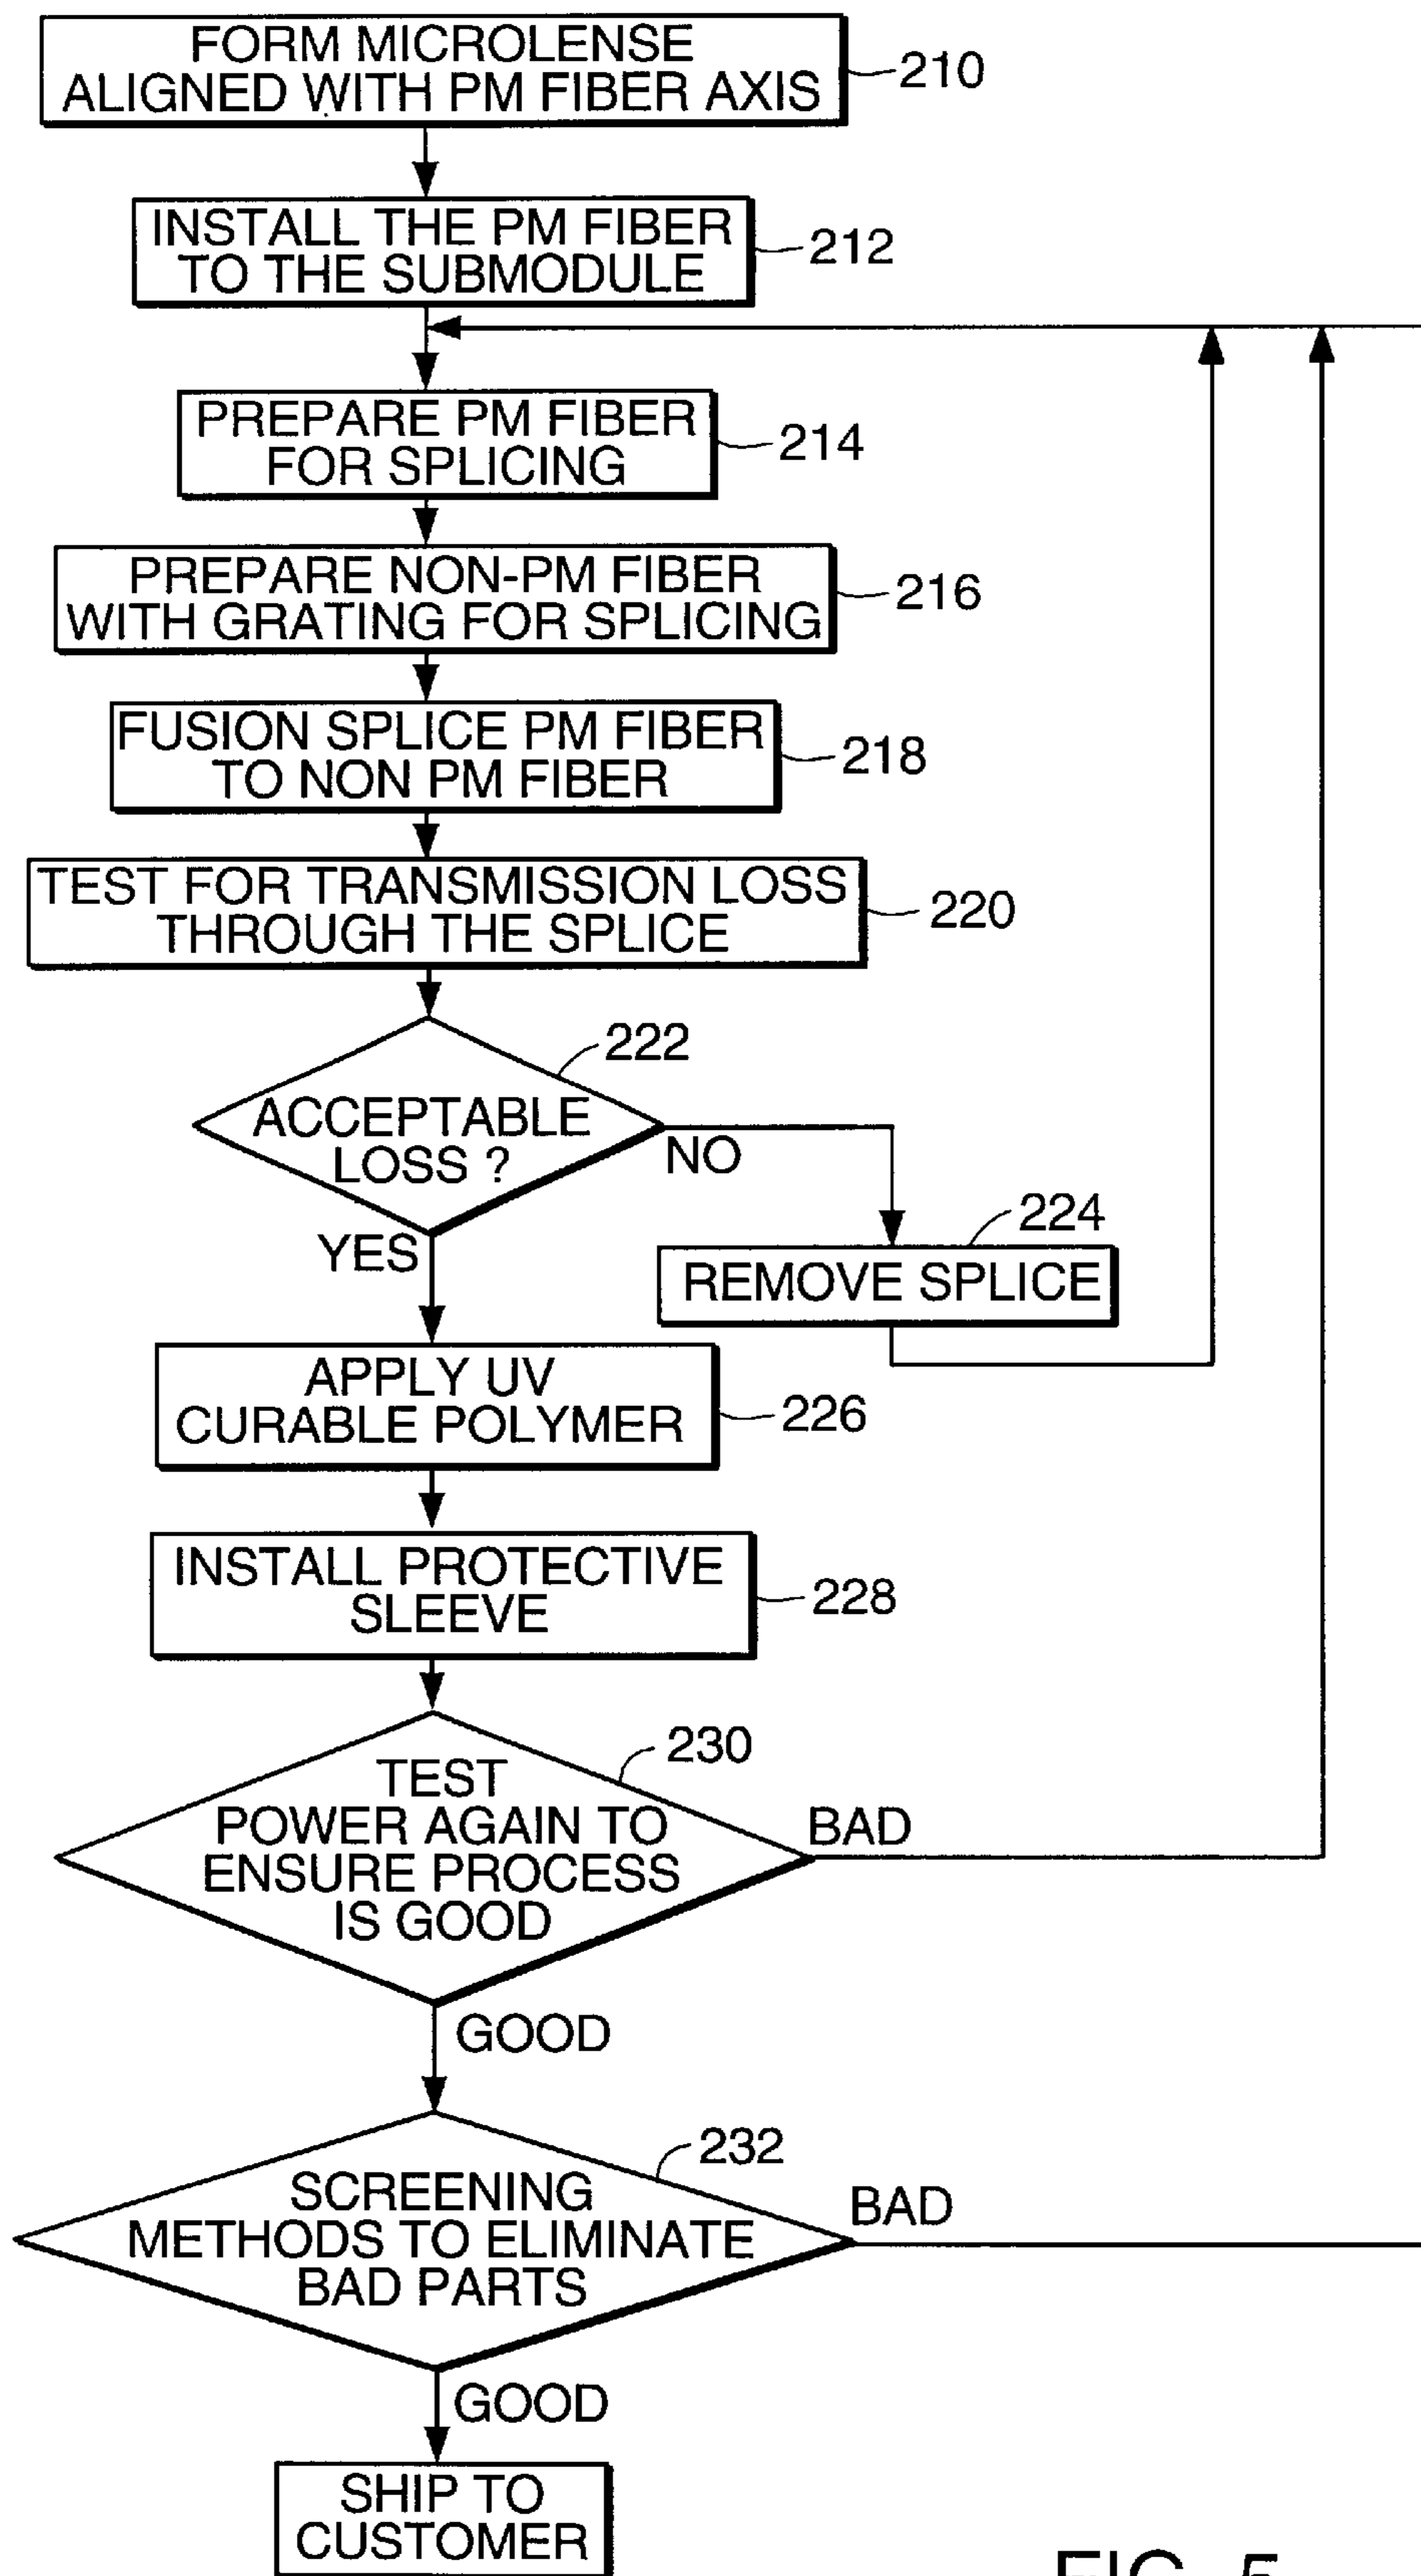 FORM MICROLENSE
ALIGNED WITH PM FIBER AXIS
210
INSTALL THE PM FIBER
TO THE SUBMODULE
212
PREPARE PM FIBER
FOR SPLICING
214
PREPARE NON-PM FIBER
WITH GRATING FOR SPLICING
216
FUSION SPLICE PM FIBER
TO NON PM FIBER
218
TEST FOR TRANSMISSION LOSS
THROUGH THE SPLICE
220
222
ACCEPTABLE
LOSS ?
NO
YES
224
REMOVE SPLICE
APPLY UV
CURABLE POLYMER
226
INSTALL PROTECTIVE
SLEEVE
228
230
TEST
POWER AGAIN TO
ENSURE PROCESS
IS GOOD
BAD
GOOD
232
SCREENING
METHODS TO ELIMINATE
BAD PARTS
BAD
GOOD
SHIP TO
CUSTOMER
FIG. 5